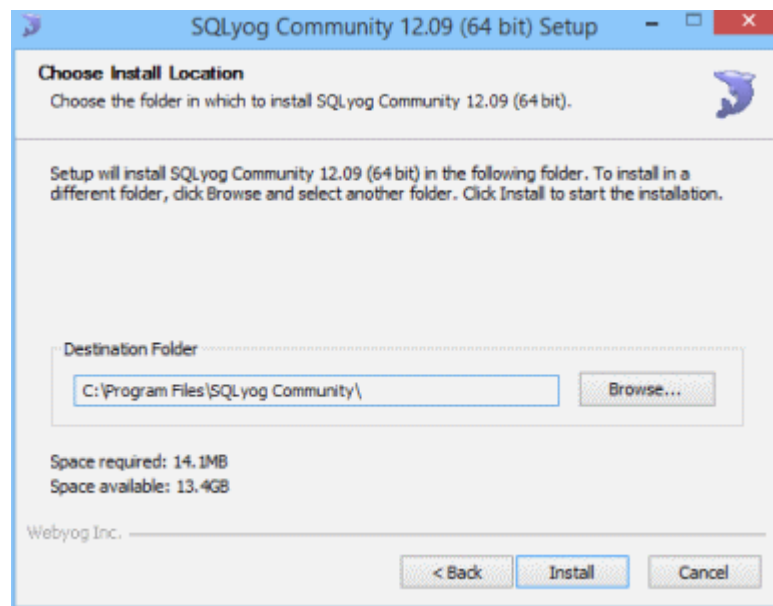 SQLyog Community 12.09 (64 bit) Setup
Choose Install Location
Choose the folder in which to install SQLyog Community 12.09 (64 bit).
Setup will install SQLyog Community 12.09 (64 bit) in the following folder. To install in a
different folder, click Browse and select another folder. Click Install to start the installation.
Destination Folder
C:\Program Files\SQLyog Community\
Browse...
Space required: 14.1MB
Space available: 13.4GB
Webyog Inc.
< Back
Install
Cancel